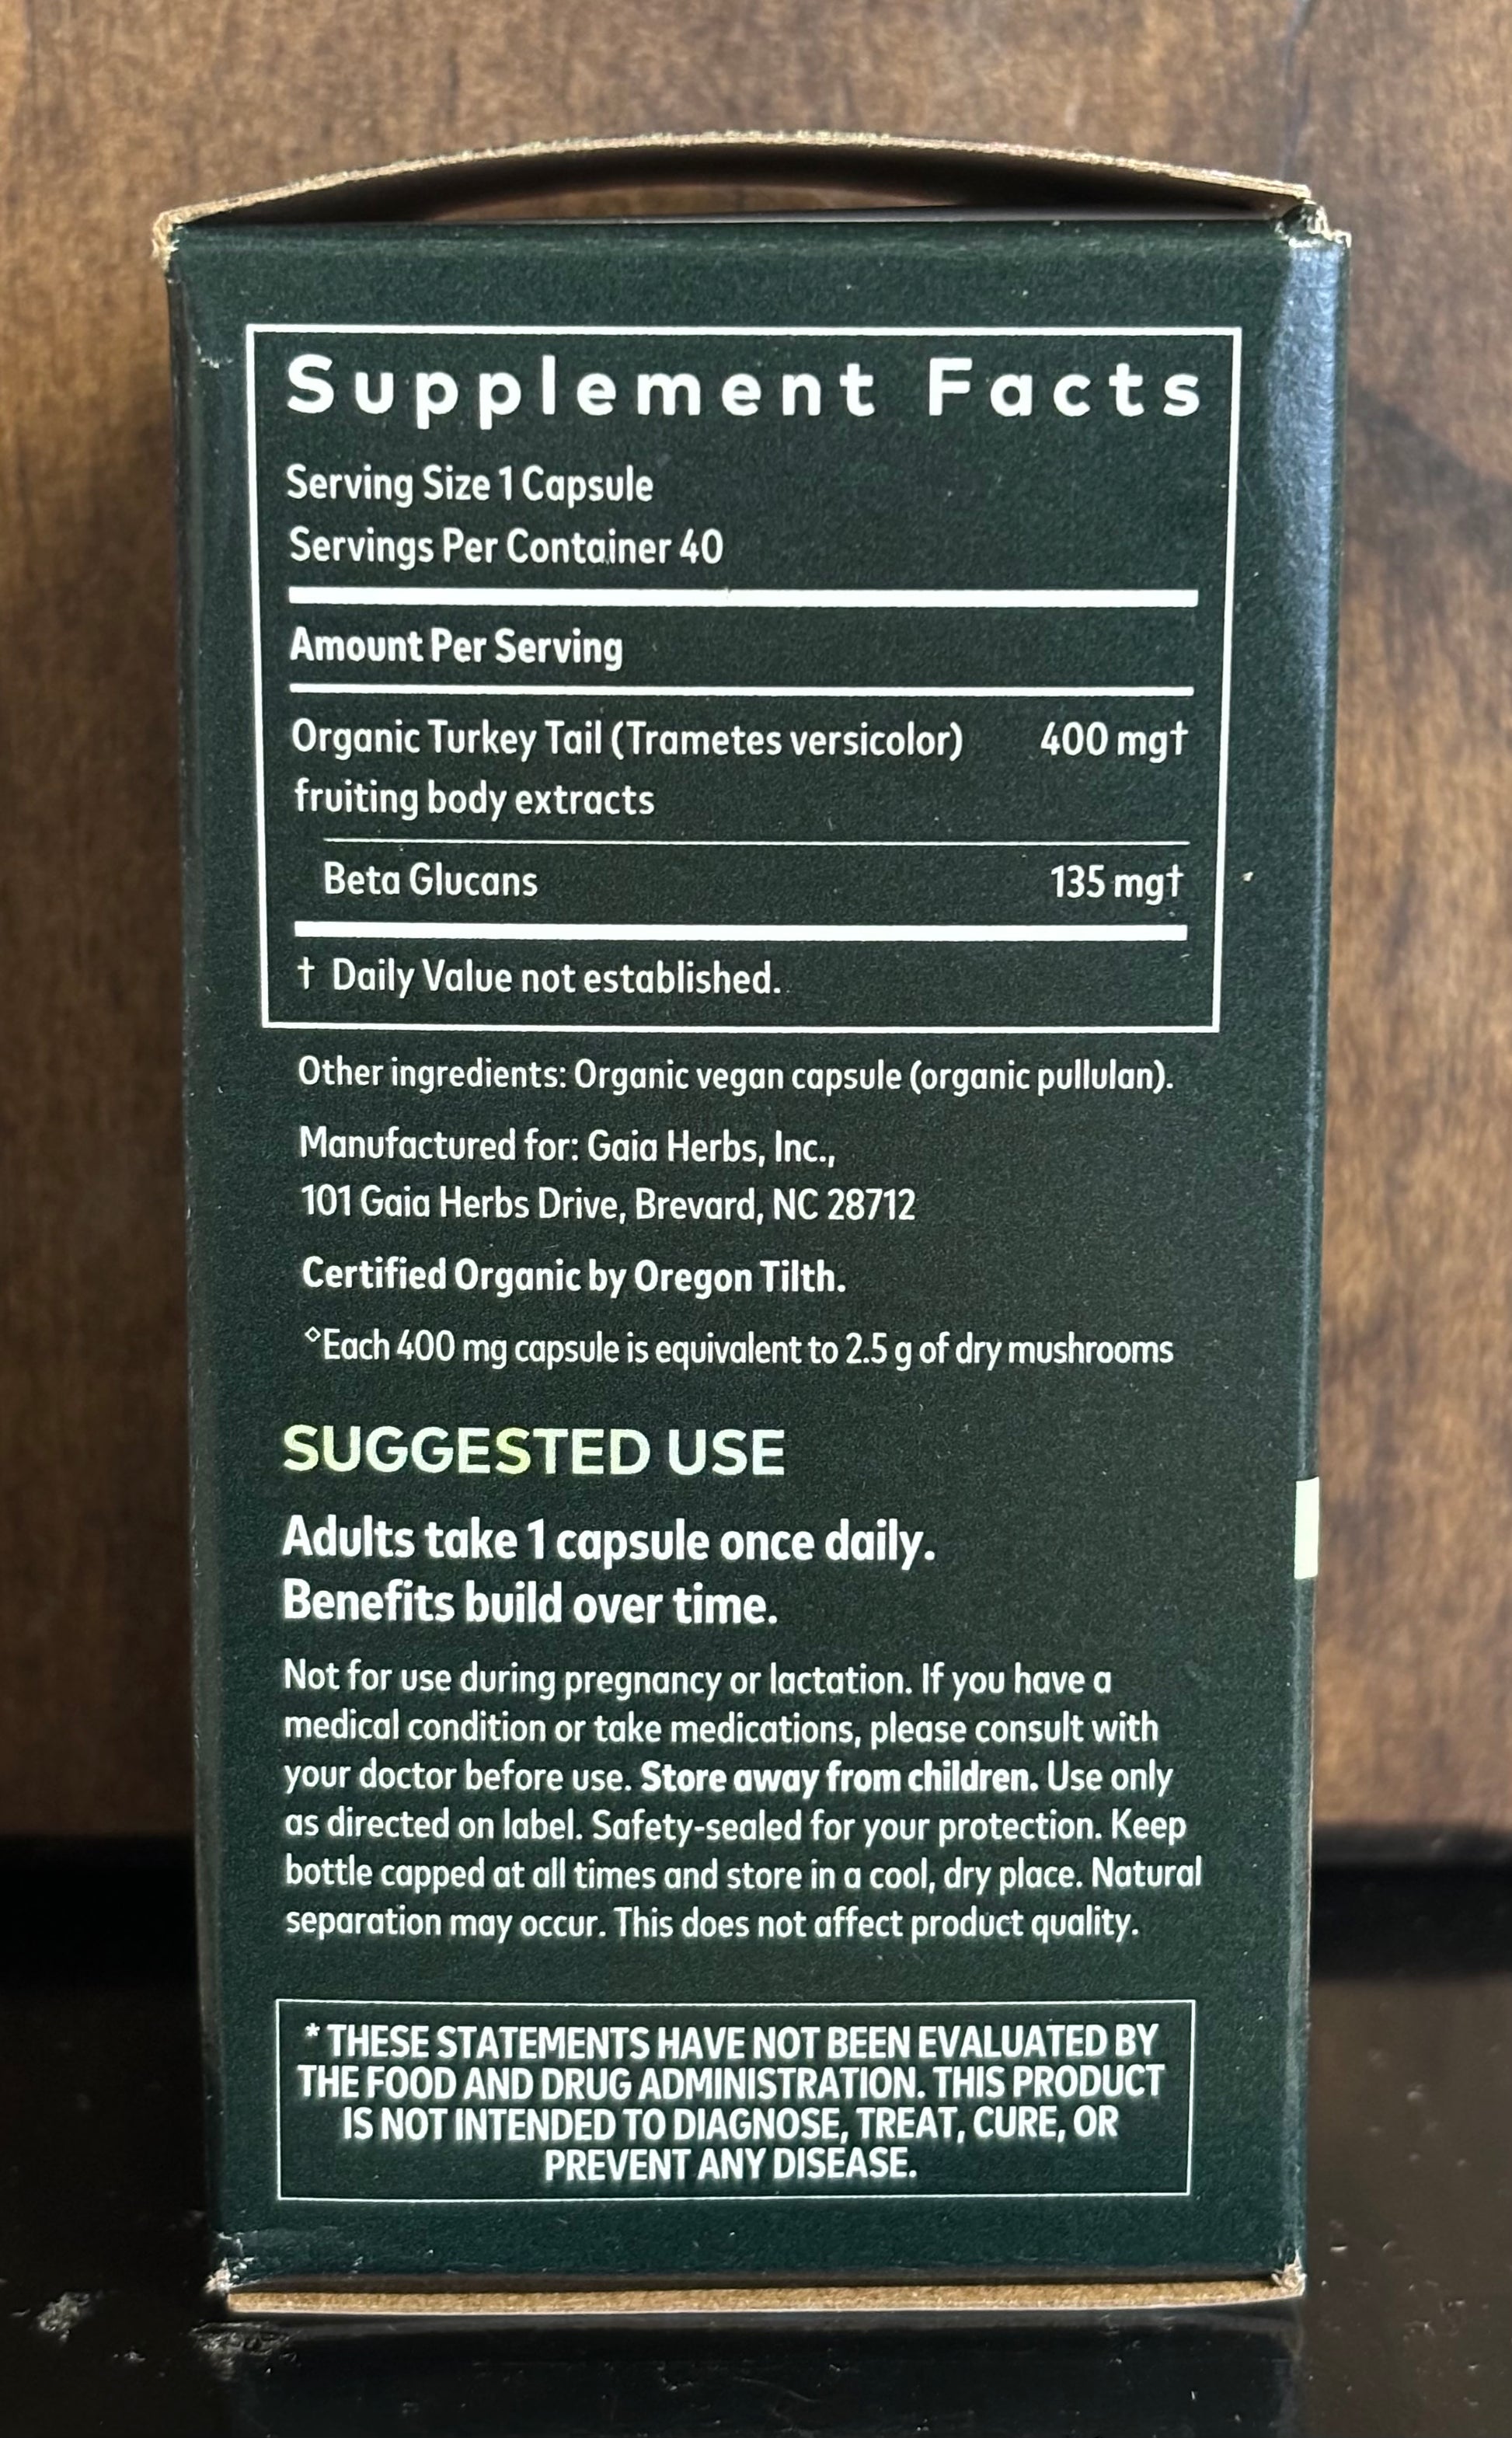 Supplement Facts
Serving Size 1 Capsule
Servings Per Container 40
Amount Per Serving
Organic Turkey Tail (Trametes versicolor) 400 mg†
fruiting body extracts
Beta Glucans 135 mg†
† Daily Value not established.
Other ingredients: Organic vegan capsule (organic pullulan).
Manufactured for: Gaia Herbs, Inc.,
101 Gaia Herbs Drive, Brevard, NC 28712
Certified Organic by Oregon Tilth.
◇Each 400 mg capsule is equivalent to 2.5 g of dry mushrooms
SUGGESTED USE
Adults take 1 capsule once daily.
Benefits build over time.
Not for use during pregnancy or lactation. If you have a
medical condition or take medications, please consult with
your doctor before use. Store away from children. Use only
as directed on label. Safety-sealed for your protection. Keep
bottle capped at all times and store in a cool, dry place. Natural
separation may occur. This does not affect product quality.
* THESE STATEMENTS HAVE NOT BEEN EVALUATED BY
THE FOOD AND DRUG ADMINISTRATION. THIS PRODUCT
IS NOT INTENDED TO DIAGNOSE, TREAT, CURE, OR
PREVENT ANY DISEASE.